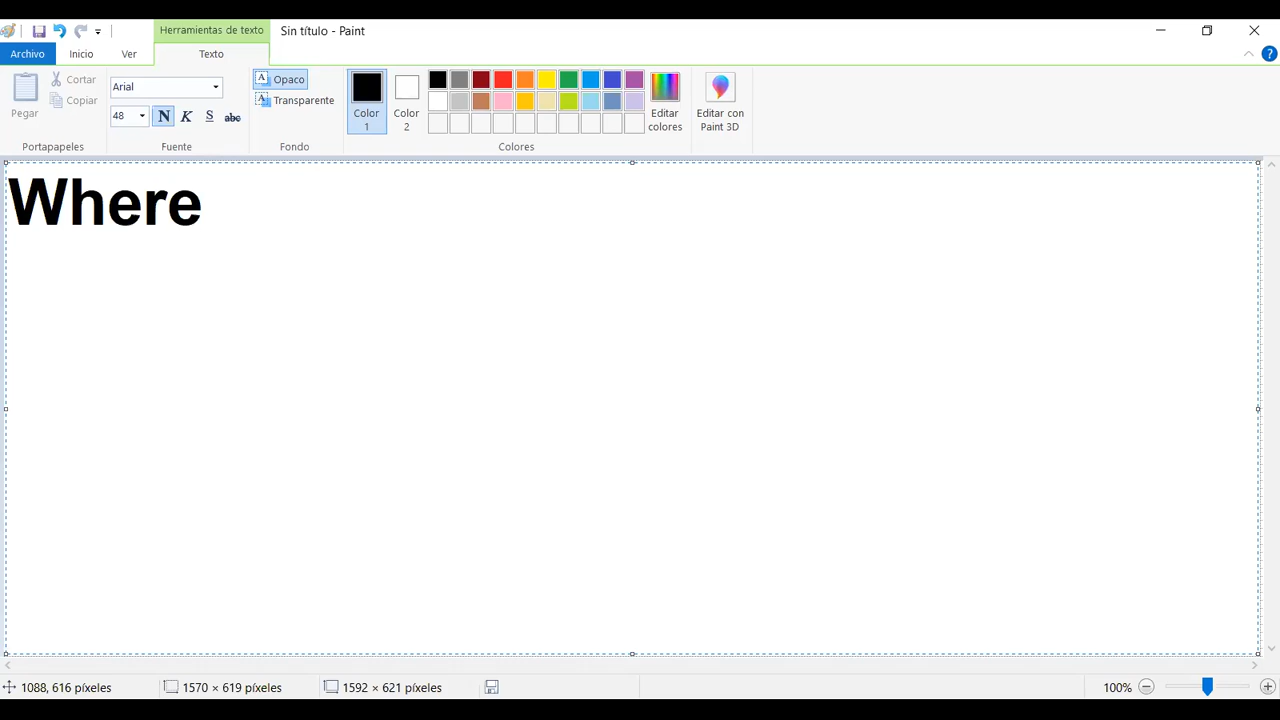 Herramientas de texto Sin título - Paint
Archivo Inicio Ver Texto
Pegar
Cortar
Copiar
Portapapeles
Arial
48 N K S abc
Fuente
A Opaco
A Transparente
Fondo
Color 1
Color 2
Editar colores
Colores
Editar con Paint 3D
?
Where
1088, 616 píxeles 1570 × 619 píxeles 1592 × 621 píxeles 100%